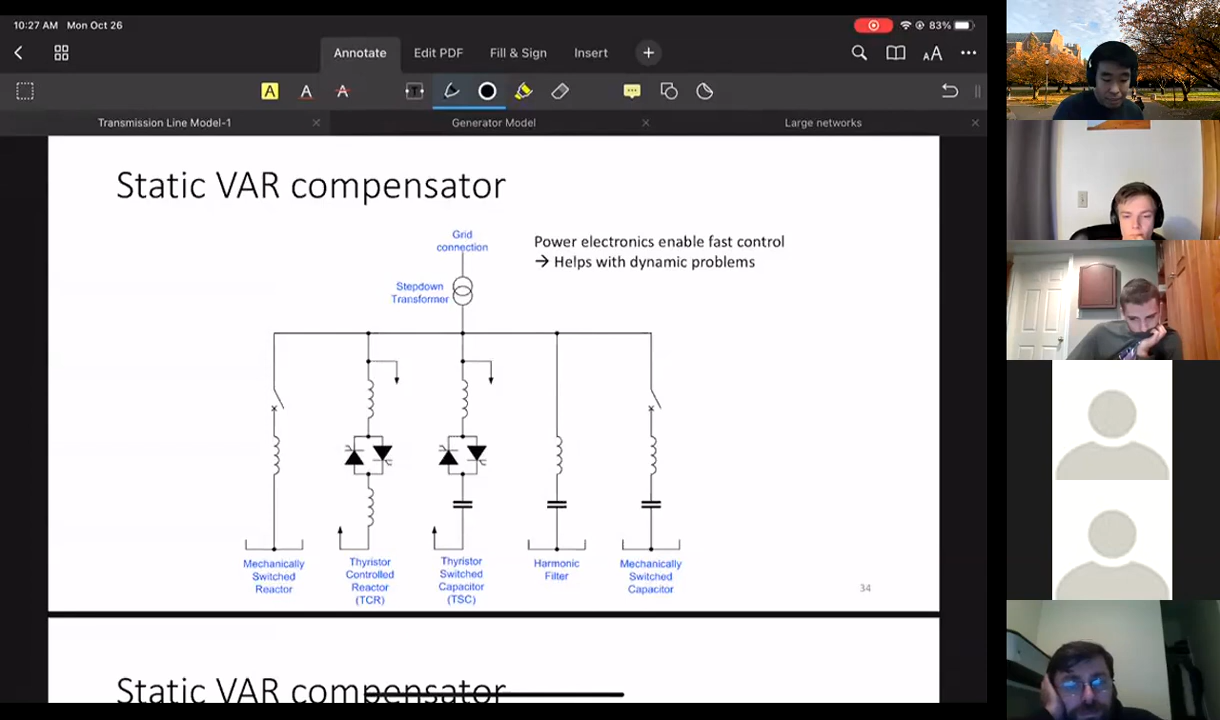 10:27 AM Mon Oct 26
83%
Annotate
Edit PDF
Fill & Sign
Insert
AA
A
A
A
T
Transmission Line Model-1
Generator Model
Large networks
Static VAR compensator
Grid
connection
Power electronics enable fast control
→ Helps with dynamic problems
Stepdown
Transformer
Mechanically
Switched
Reactor
Thyristor
Controlled
Reactor
(TCR)
Thyristor
Switched
Capacitor
(TSC)
Harmonic
Filter
Mechanically
Switched
Capacitor
34
Static VAR compensator